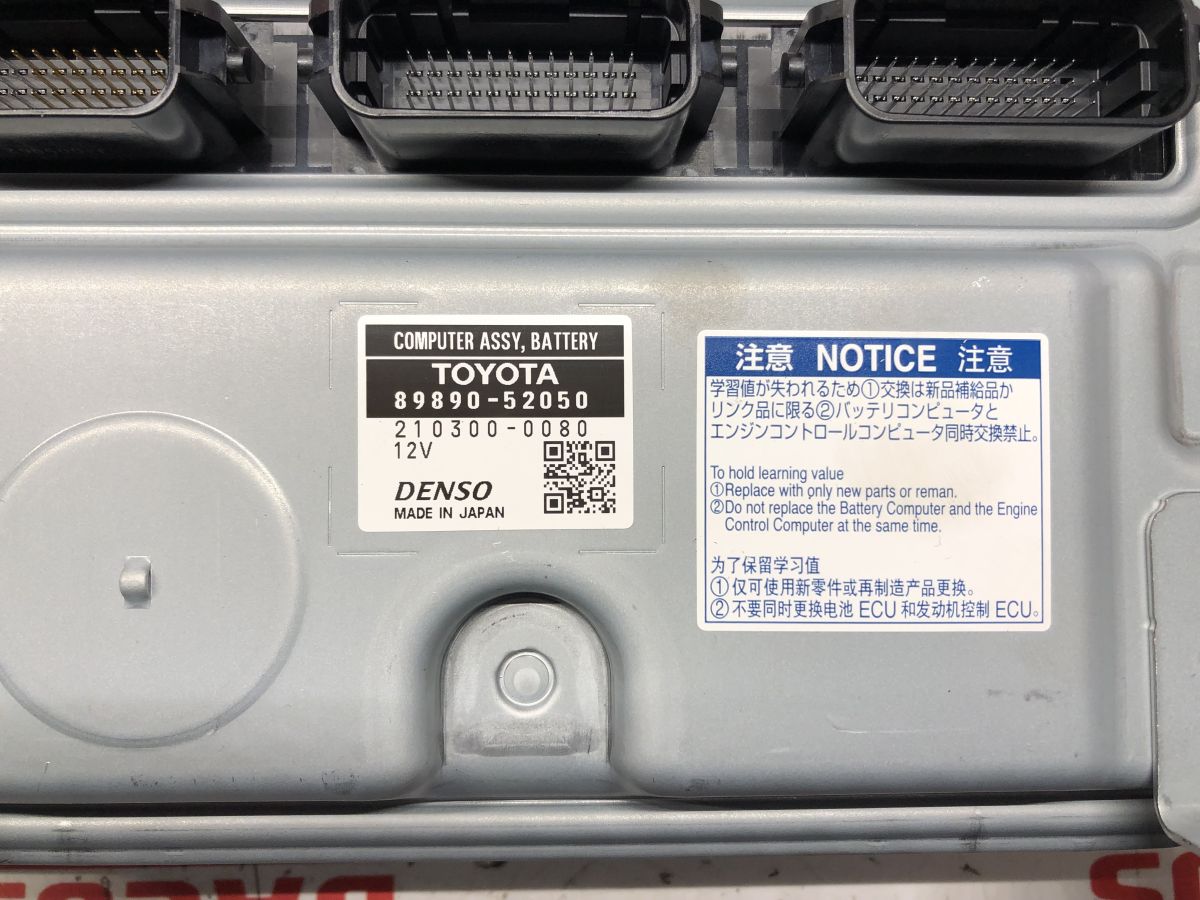 COMPUTER ASSY, BATTERY
TOYOTA
89890-52050
210300-0080
12V
DENSO
MADE IN JAPAN
注意 NOTICE 注意
学習値が失われるため①交換は新品補給品か
リンク品に限る②バッテリコンピュータと
エンジンコントロールコンピュータ同時交換禁止。
To hold learning value
①Replace with only new parts or reman.
②Do not replace the Battery Computer and the Engine
Control Computer at the same time.
为了保留学习值
①仅可使用新零件或再制造产品更换。
②不要同时更换电池 ECU 和发动机控制 ECU。